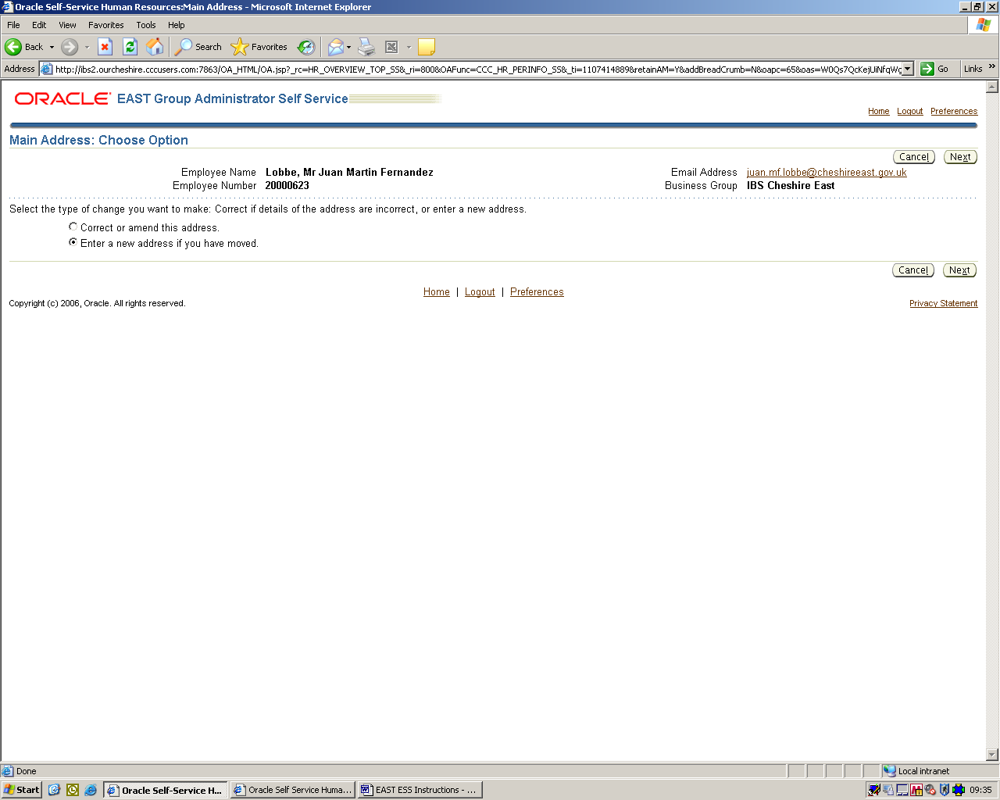 Oracle Self-Service Human Resources:Main Address - Microsoft Internet Explorer
File Edit View Favorites Tools Help
Back Search Favorites
Address http://ibs2.ourcheshire.cccusers.com:7863/OA_HTML/OA.jsp?_rc=HR_OVERVIEW_TOP_SS&_ri=800&OAFunc=CCC_HR_PERINFO_SS&_ti=1107414889&retainAM=Y&addBreadCrumb=N&oapc=65&oas=W0Qs7QcKejUiNfqWg Go Links »
ORACLE EAST Group Administrator Self Service
Home Logout Preferences
Main Address: Choose Option
Cancel Next
Employee Name Lobbe, Mr Juan Martin Fernandez Email Address juan.mf.lobbe@cheshireeast.gov.uk
Employee Number 20000623 Business Group IBS Cheshire East
Select the type of change you want to make: Correct if details of the address are incorrect, or enter a new address.
Correct or amend this address.
Enter a new address if you have moved.
Cancel Next
Home | Logout | Preferences
Copyright (c) 2006, Oracle. All rights reserved. Privacy Statement
Done Local intranet
Start Oracle Self-Service H... Oracle Self Service Huma... EAST ESS Instructions - ... 09:35